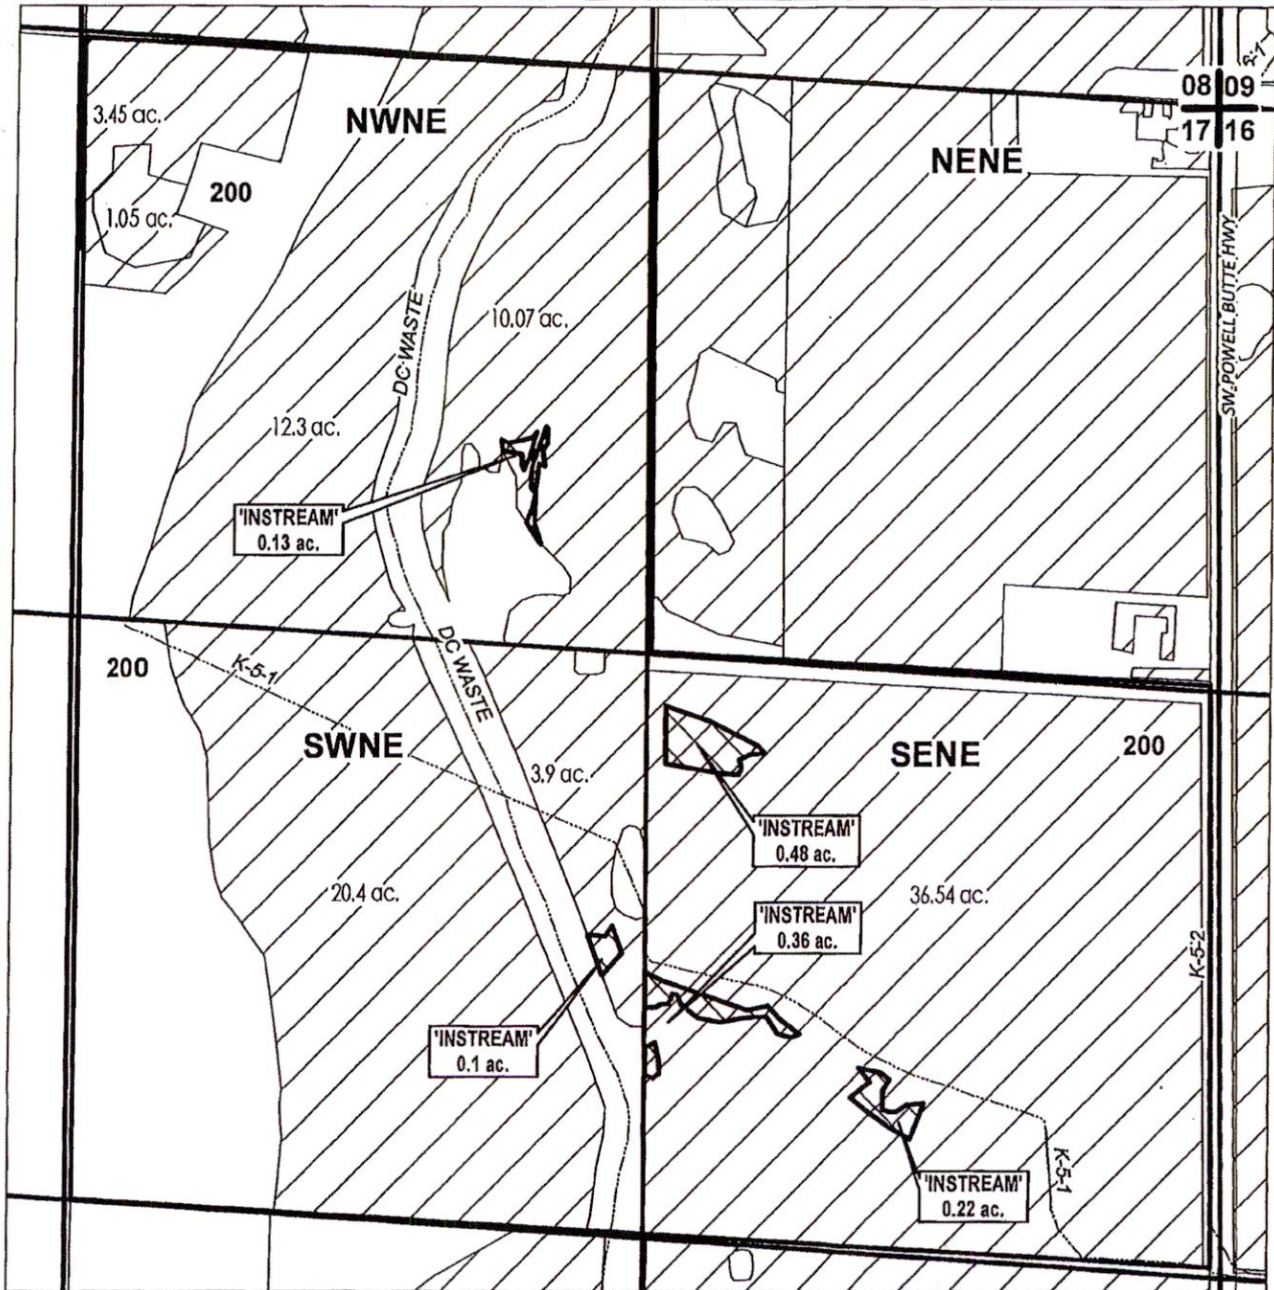 08 09
17 16
NWNE
3.45 ac.
NENE
200
1.05 ac.
SW POWELL BUTTE HWY
10.07 ac.
DC WASTE
12.3 ac.
'INSTREAM'
0.13 ac.
200
K-5-1
DC WASTE
SWNE
SENE
200
3.9 ac.
'INSTREAM'
0.48 ac.
20.4 ac.
36.54 ac.
'INSTREAM'
0.36 ac.
K-5-2
'INSTREAM'
0.1 ac.
K-5-1
'INSTREAM'
0.22 ac.